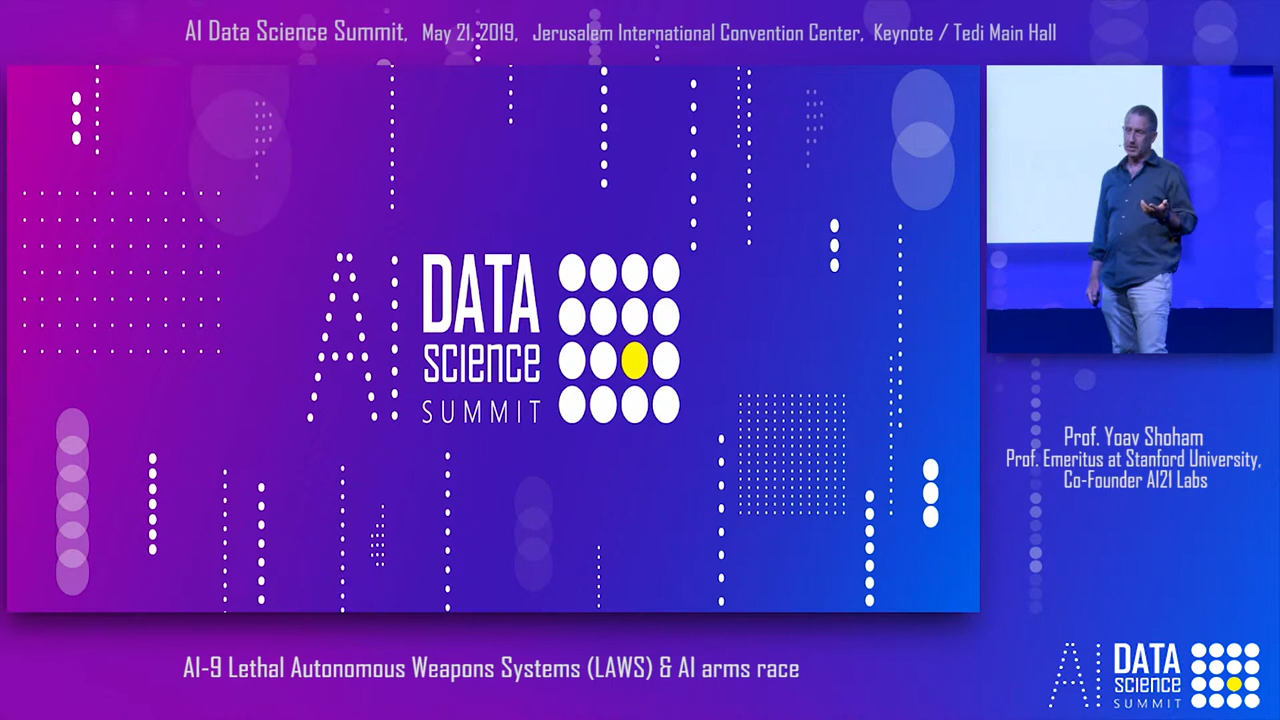 AI Data Science Summit, May 21, 2019, Jerusalem International Convention Center, Keynote / Tedi Main Hall
AI DATA
science
SUMMIT
Prof. Yoav Shoham
Prof. Emeritus at Stanford University,
Co-Founder AI21 Labs
AI-9 Lethal Autonomous Weapons Systems (LAWS) & AI arms race
AI DATA
science
SUMMIT